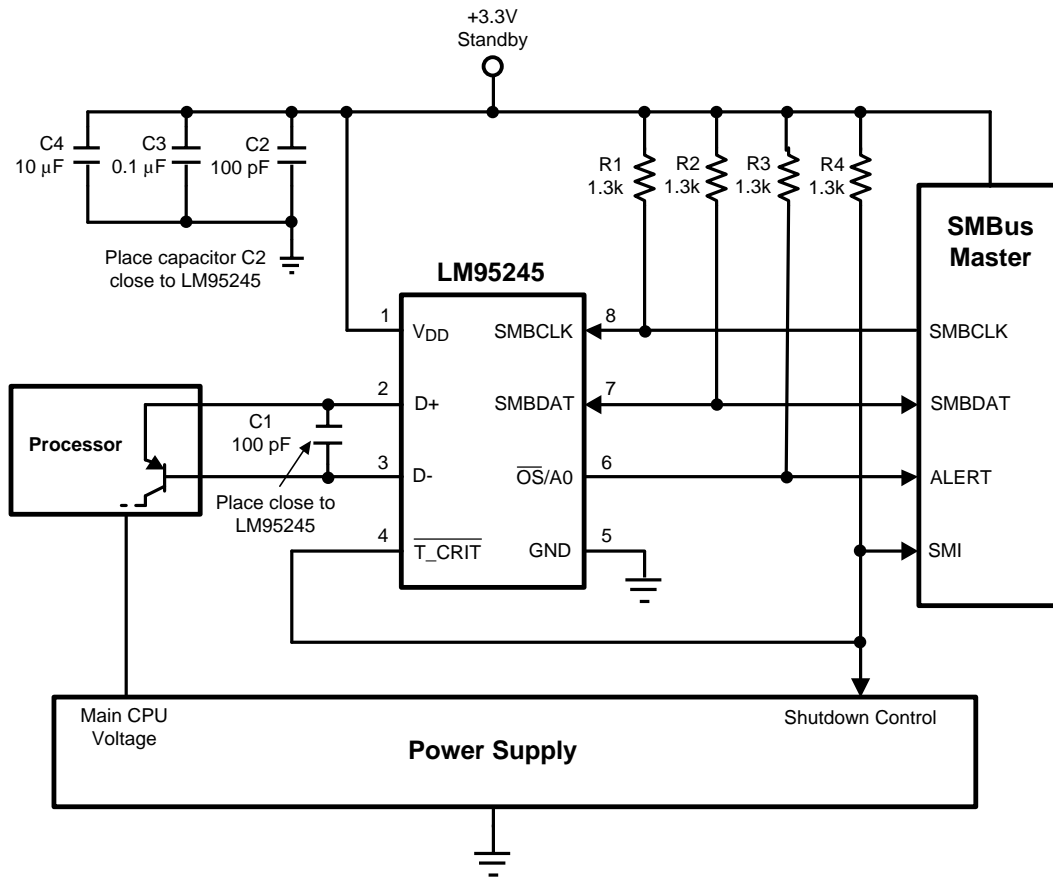 +3.3V
Standby
C4
10 μF
C3
0.1 μF
C2
100 pF
R1
1.3k
R2
1.3k
R3
1.3k
R4
1.3k
SMBus
Master
Place capacitor C2
close to LM95245
LM95245
1
VDD
SMBCLK
8
SMBCLK
2
D+
SMBDAT
7
SMBDAT
Processor
C1
100 pF
3
D-
OS/A0
6
ALERT
Place close to
LM95245
4
T_CRIT
GND
5
SMI
Main CPU
Voltage
Shutdown Control
Power Supply